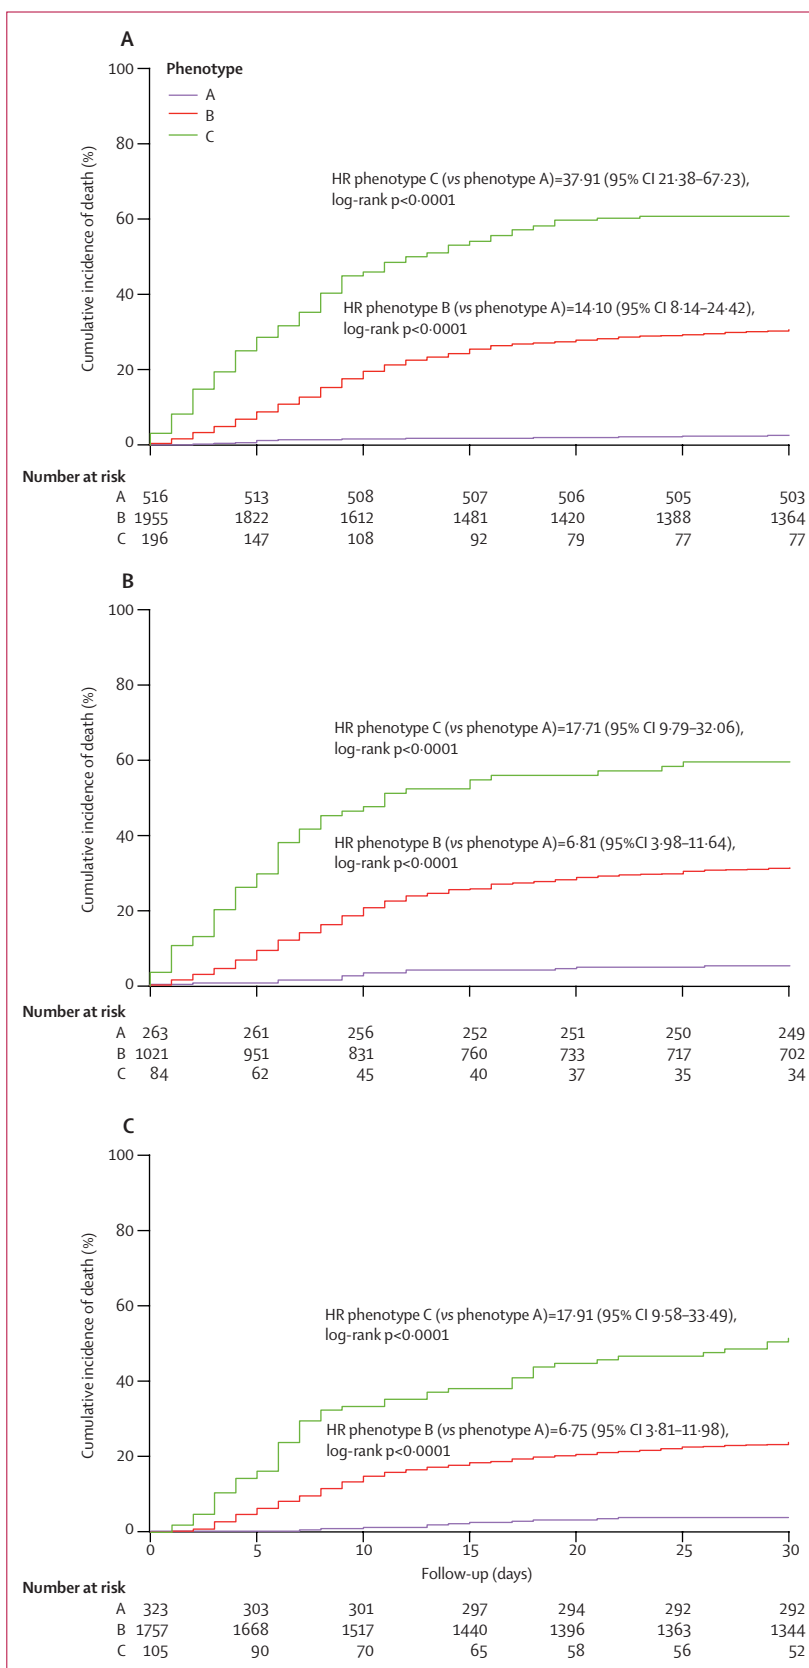 A
100
Phenotype
A
B
C
80
60
40
20
0
Cumulative incidence of death (%)
HR phenotype C (vs phenotype A)=37·91 (95% CI 21·38–67·23),
log-rank p<0·0001
HR phenotype B (vs phenotype A)=14·10 (95% CI 8·14–24·42),
log-rank p<0·0001
Number at risk
A 516 513 508 507 506 505 503
B 1955 1822 1612 1481 1420 1388 1364
C 196 147 108 92 79 77 77
B
100
80
60
40
20
0
Cumulative incidence of death (%)
HR phenotype C (vs phenotype A)=17·71 (95% CI 9·79–32·06),
log-rank p<0·0001
HR phenotype B (vs phenotype A)=6·81 (95%CI 3·98–11·64),
log-rank p<0·0001
Number at risk
A 263 261 256 252 251 250 249
B 1021 951 831 760 733 717 702
C 84 62 45 40 37 35 34
C
100
80
60
40
20
0
Cumulative incidence of death (%)
HR phenotype C (vs phenotype A)=17·91 (95% CI 9·58–33·49),
log-rank p<0·0001
HR phenotype B (vs phenotype A)=6·75 (95% CI 3·81–11·98),
log-rank p<0·0001
0 5 10 15 20 25 30
Follow-up (days)
Number at risk
A 323 303 301 297 294 292 292
B 1757 1668 1517 1440 1396 1363 1344
C 105 90 70 65 58 56 52